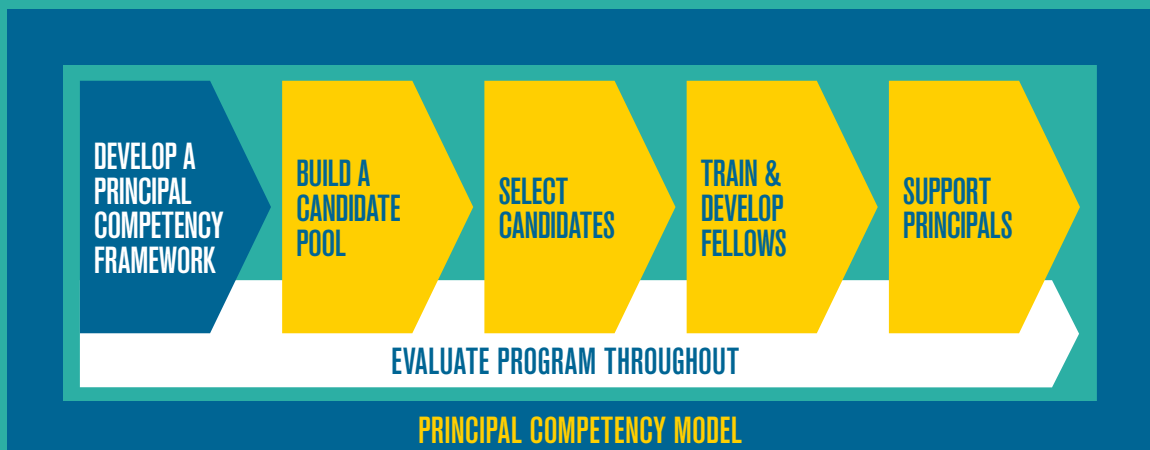 DEVELOP A
PRINCIPAL
COMPETENCY
FRAMEWORK
BUILD A
CANDIDATE
POOL
SELECT
CANDIDATES
TRAIN &
DEVELOP
FELLOWS
SUPPORT
PRINCIPALS
EVALUATE PROGRAM THROUGHOUT
PRINCIPAL COMPETENCY MODEL